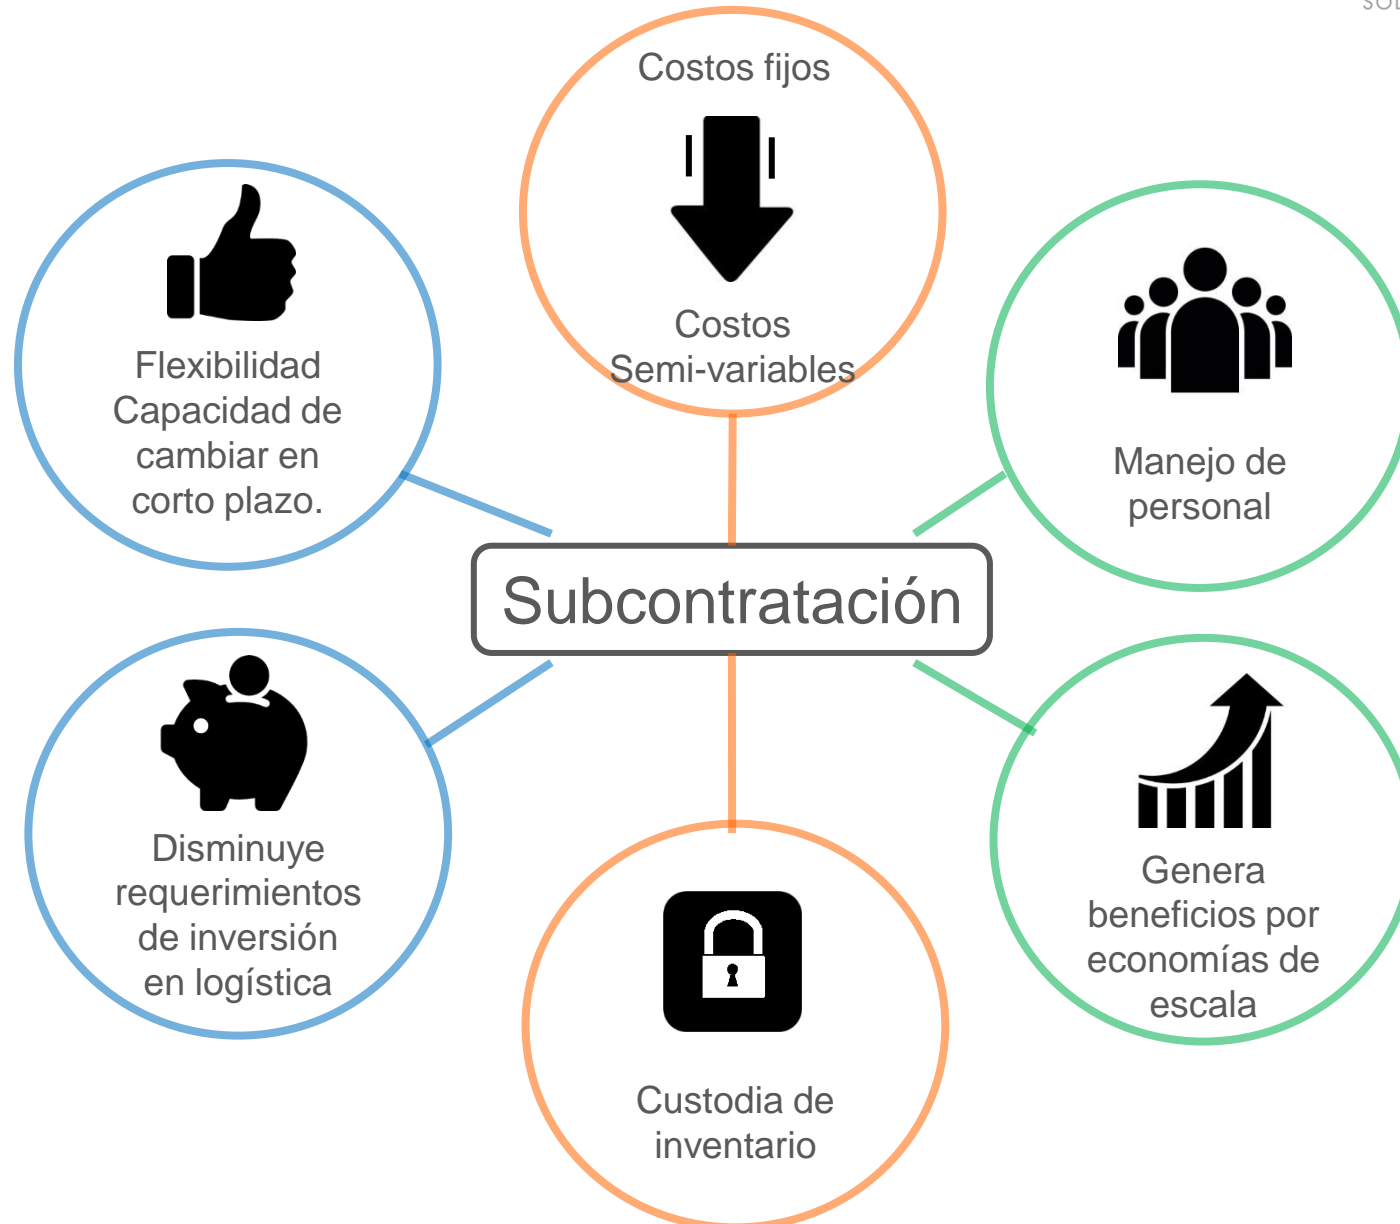 Costos fijos
Costos
Semi-variables
Flexibilidad
Capacidad de
cambiar en
corto plazo.
Manejo de
personal
Subcontratación
Disminuye
requerimientos
de inversión
en logística
Genera
beneficios por
economías de
escala
Custodia de
inventario